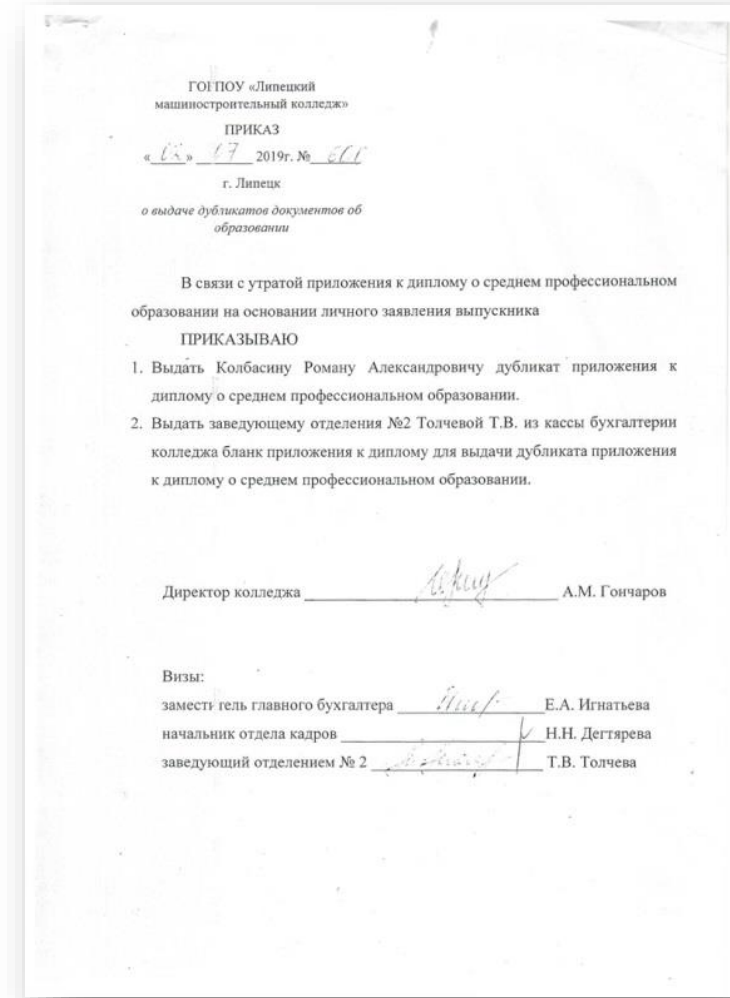 ГОБПОУ «Липецкий
машиностроительный колледж»
ПРИКАЗ
«02» 07 2019г. №
г. Липецк
о выдаче дубликатов документов об
образовании
В связи с утратой приложения к диплому о среднем профессиональном
образовании на основании личного заявления выпускника
ПРИКАЗЫВАЮ
1. Выдать Колбасину Роману Александровичу дубликат приложения к
диплому о среднем профессиональном образовании.
2. Выдать заведующему отделения №2 Толчевой Т.В. из кассы бухгалтерии
колледжа бланк приложения к диплому для выдачи дубликата приложения
к диплому о среднем профессиональном образовании.
Директор колледжа А.М. Гончаров
Визы:
заместитель главного бухгалтера Е.А. Игнатьева
начальник отдела кадров Н.Н. Дегтярева
заведующий отделением № 2 Т.В. Толчева